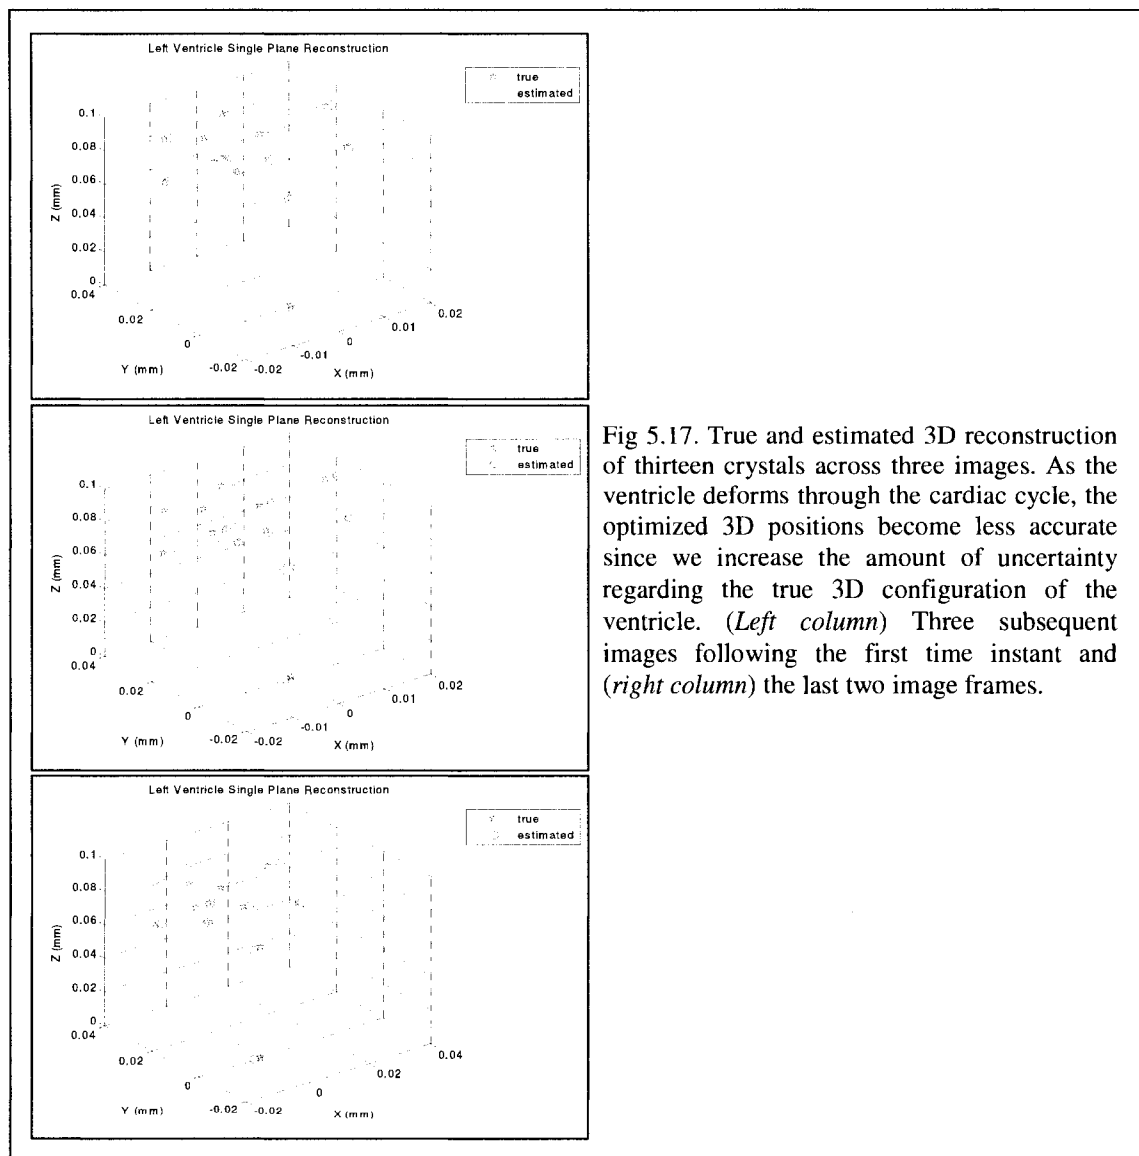 Left Ventricle Single Plane Reconstruction
true
estimated
0.1
0.08
0.06
0.04
0.02
0
0.04
0.02
0
-0.02
-0.02
-0.01
0
0.01
0.02
Z (mm)
Y (mm)
X (mm)
Left Ventricle Single Plane Reconstruction
true
estimated
0.1
0.08
0.06
0.04
0.02
0
0.04
0.02
0
-0.02
-0.02
-0.01
0
0.01
0.02
Z (mm)
Y (mm)
X (mm)
Left Ventricle Single Plane Reconstruction
true
estimated
0.1
0.08
0.06
0.04
0.02
0
0.04
0.02
0
-0.02
-0.02
0
0.02
0.04
Z (mm)
Y (mm)
X (mm)
Fig 5.17. True and estimated 3D reconstruction
of thirteen crystals across three images. As the
ventricle deforms through the cardiac cycle, the
optimized 3D positions become less accurate
since we increase the amount of uncertainty
regarding the true 3D configuration of the
ventricle. (Left column) Three subsequent
images following the first time instant and
(right column) the last two image frames.